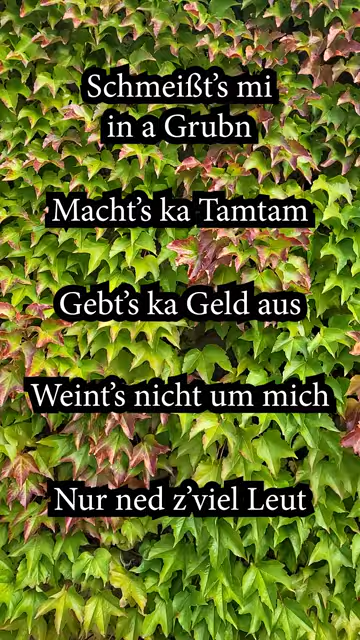 Schmeißt’s mi
in a Grubn
Macht’s ka Tamtam
Gebt’s ka Geld aus
Weint’s nicht um mich
Nur ned z’viel Leut